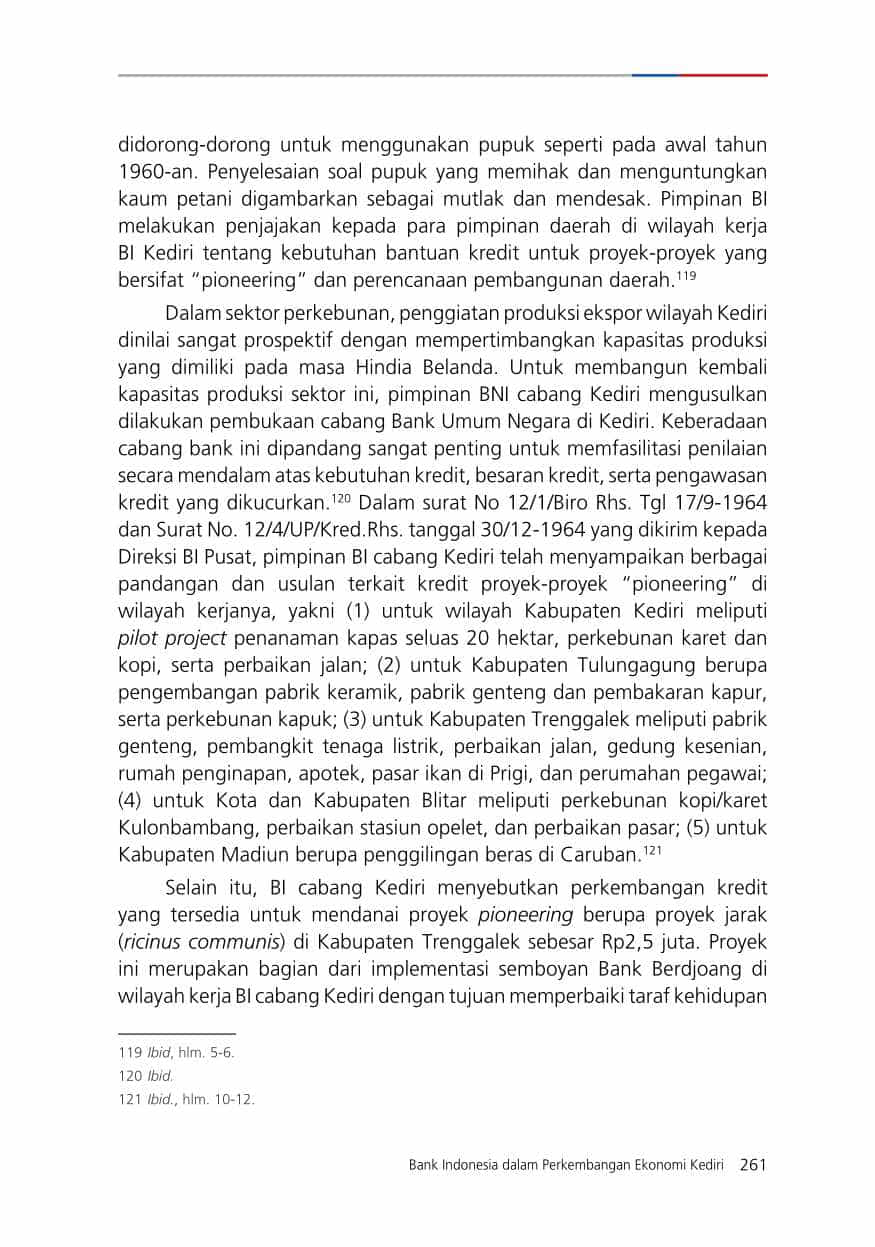 didorong-dorong untuk menggunakan pupuk seperti pada awal tahun
1960-an. Penyelesaian soal pupuk yang memihak dan menguntungkan
kaum petani digambarkan sebagai mutlak dan mendesak. Pimpinan BI
melakukan penjajakan kepada para pimpinan daerah di wilayah kerja
BI Kediri tentang kebutuhan bantuan kredit untuk proyek-proyek yang
bersifat “pioneering” dan perencanaan pembangunan daerah.119
Dalam sektor perkebunan, penggiatan produksi ekspor wilayah Kediri
dinilai sangat prospektif dengan mempertimbangkan kapasitas produksi
yang dimiliki pada masa Hindia Belanda. Untuk membangun kembali
kapasitas produksi sektor ini, pimpinan BNI cabang Kediri mengusulkan
dilakukan pembukaan cabang Bank Umum Negara di Kediri. Keberadaan
cabang bank ini dipandang sangat penting untuk memfasilitasi penilaian
secara mendalam atas kebutuhan kredit, besaran kredit, serta pengawasan
kredit yang dikucurkan.120 Dalam surat No 12/1/Biro Rhs. Tgl 17/9-1964
dan Surat No. 12/4/UP/Kred.Rhs. tanggal 30/12-1964 yang dikirim kepada
Direksi BI Pusat, pimpinan BI cabang Kediri telah menyampaikan berbagai
pandangan dan usulan terkait kredit proyek-proyek “pioneering” di
wilayah kerjanya, yakni (1) untuk wilayah Kabupaten Kediri meliputi
pilot project penanaman kapas seluas 20 hektar, perkebunan karet dan
kopi, serta perbaikan jalan; (2) untuk Kabupaten Tulungagung berupa
pengembangan pabrik keramik, pabrik genteng dan pembakaran kapur,
serta perkebunan kapuk; (3) untuk Kabupaten Trenggalek meliputi pabrik
genteng, pembangkit tenaga listrik, perbaikan jalan, gedung kesenian,
rumah penginapan, apotek, pasar ikan di Prigi, dan perumahan pegawai;
(4) untuk Kota dan Kabupaten Blitar meliputi perkebunan kopi/karet
Kulonbambang, perbaikan stasiun opelet, dan perbaikan pasar; (5) untuk
Kabupaten Madiun berupa penggilingan beras di Caruban.121
Selain itu, BI cabang Kediri menyebutkan perkembangan kredit
yang tersedia untuk mendanai proyek pioneering berupa proyek jarak
(ricinus communis) di Kabupaten Trenggalek sebesar Rp2,5 juta. Proyek
ini merupakan bagian dari implementasi semboyan Bank Berdjoang di
wilayah kerja BI cabang Kediri dengan tujuan memperbaiki taraf kehidupan
119 Ibid, hlm. 5-6.
120 Ibid.
121 Ibid., hlm. 10-12.
Bank Indonesia dalam Perkembangan Ekonomi Kediri 261